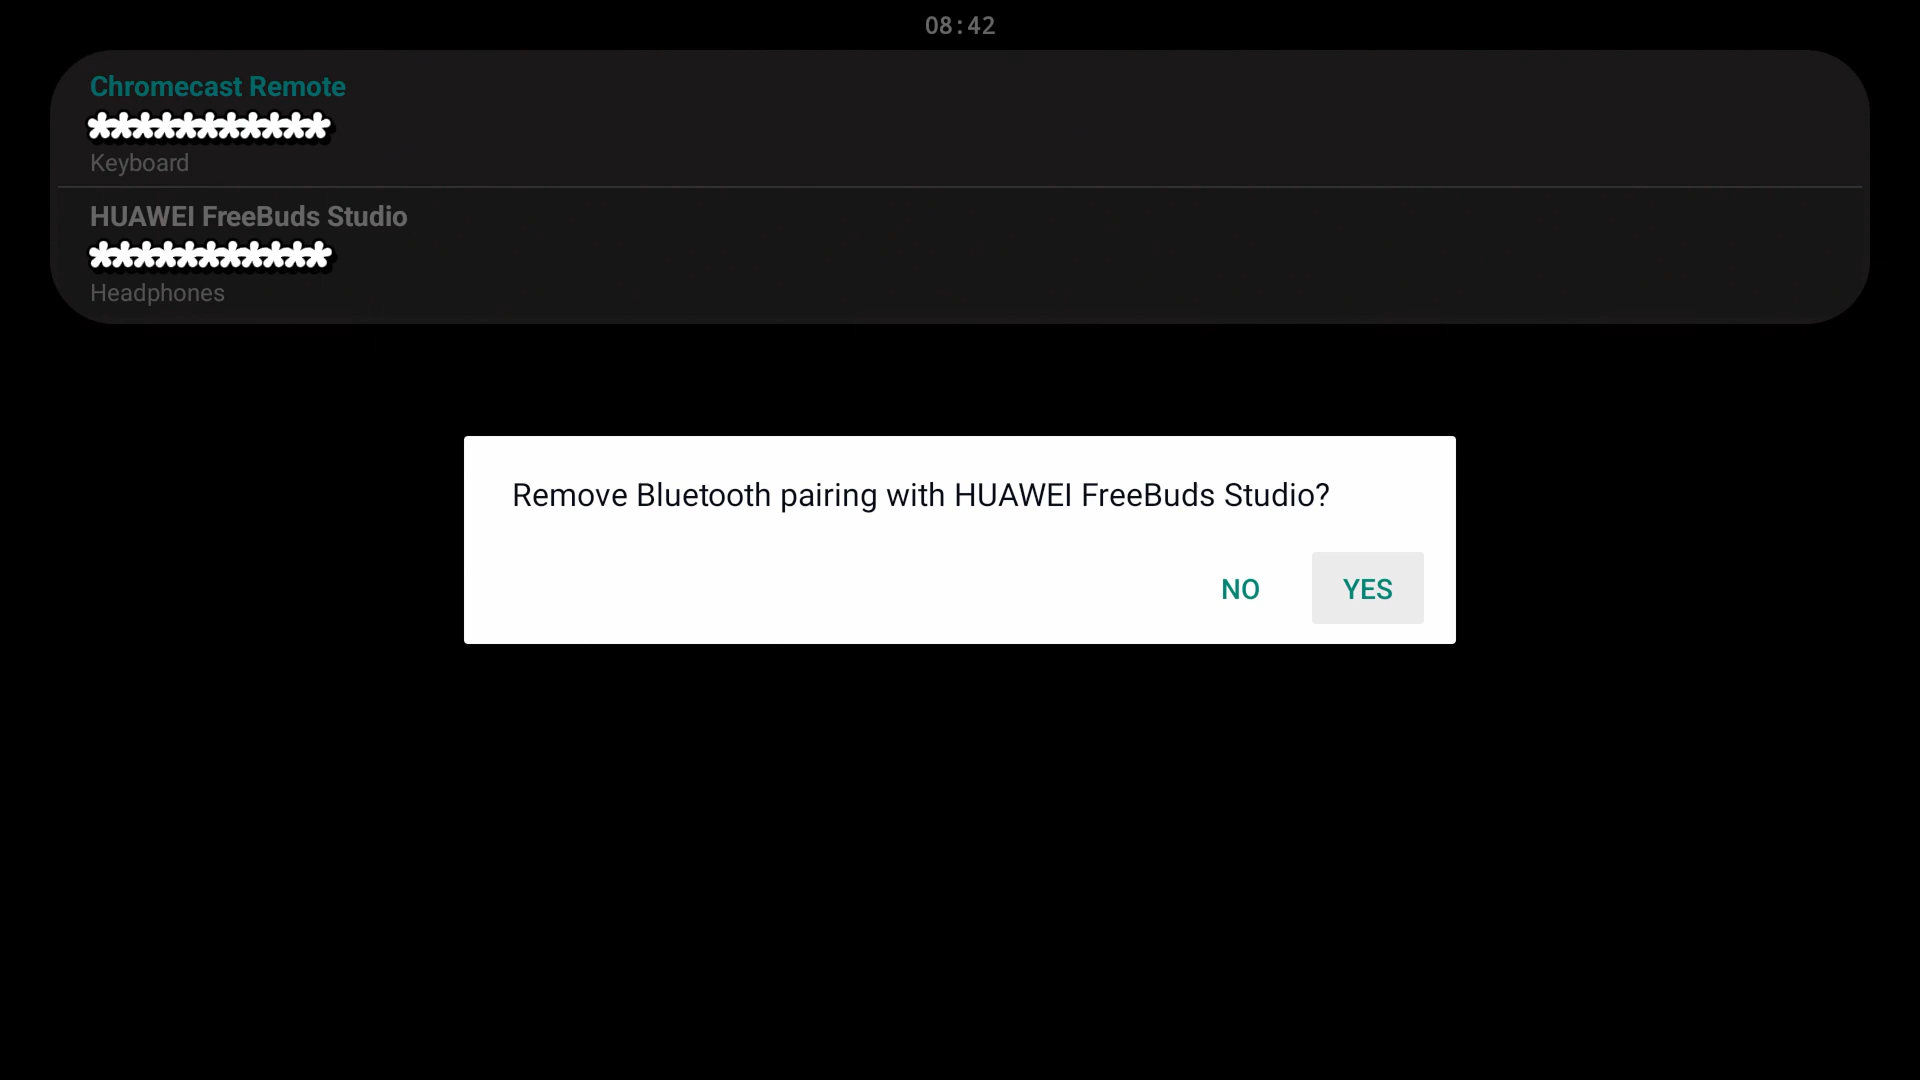 08:42
Chromecast Remote
***********
Keyboard
HUAWEI FreeBuds Studio
***********
Headphones
Remove Bluetooth pairing with HUAWEI FreeBuds Studio?
NO YES